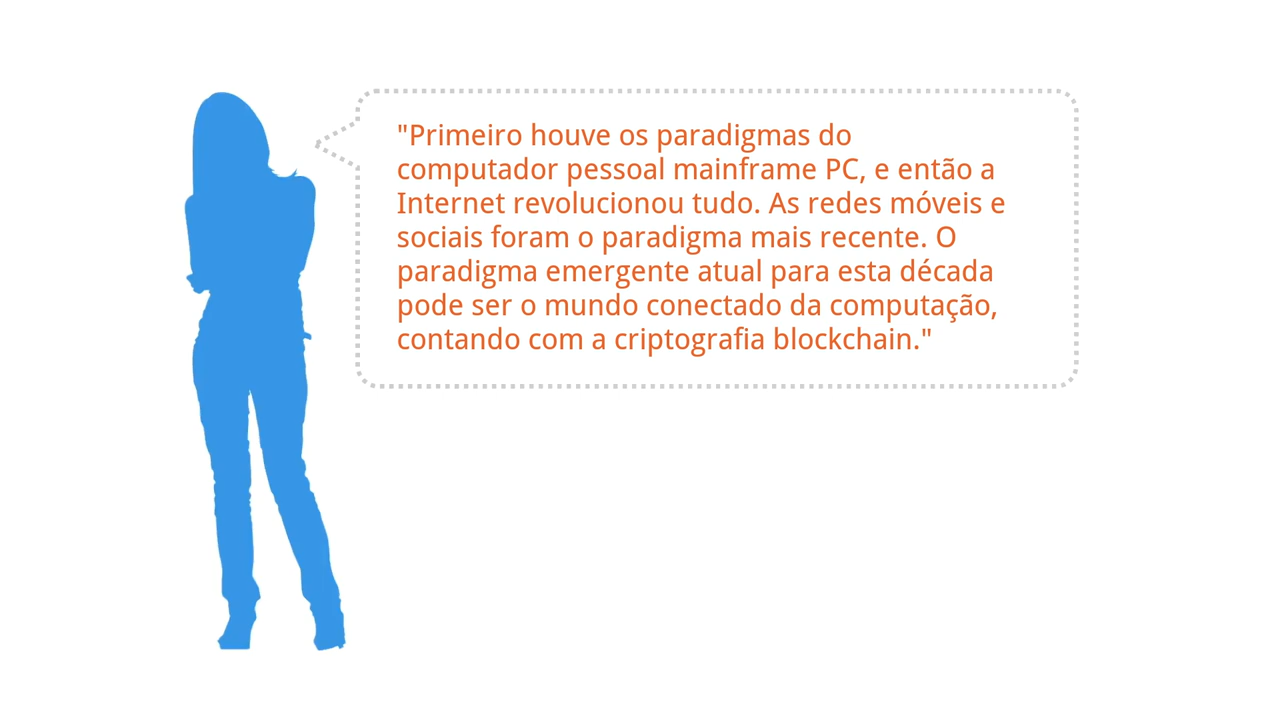 "Primeiro houve os paradigmas do
computador pessoal mainframe PC, e então a
Internet revolucionou tudo. As redes móveis e
sociais foram o paradigma mais recente. O
paradigma emergente atual para esta década
pode ser o mundo conectado da computação,
contando com a criptografia blockchain."